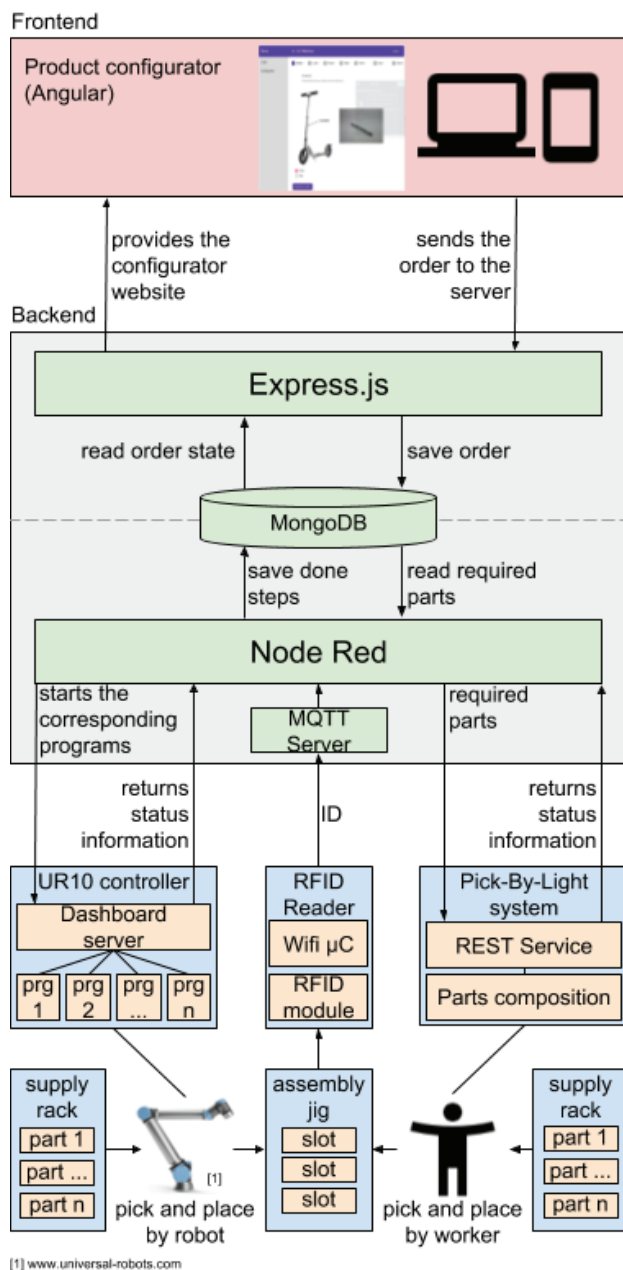 Frontend
Product configurator
(Angular)
provides the
configurator
website
sends the
order to the
server
Backend
Express.js
read order state
save order
MongoDB
save done
steps
read required
parts
Node Red
starts the
corresponding
programs
MQTT
Server
required
parts
returns
status
information
ID
returns
status
information
UR10 controller
Dashboard
server
prg
1
prg
2
prg
...
prg
n
RFID
Reader
Wifi µC
RFID
module
Pick-By-Light
system
REST Service
Parts composition
supply
rack
part 1
part ...
part n
[1]
pick and place
by robot
assembly
jig
slot
slot
slot
pick and place
by worker
supply
rack
part 1
part ...
part n
[1] www.universal-robots.com